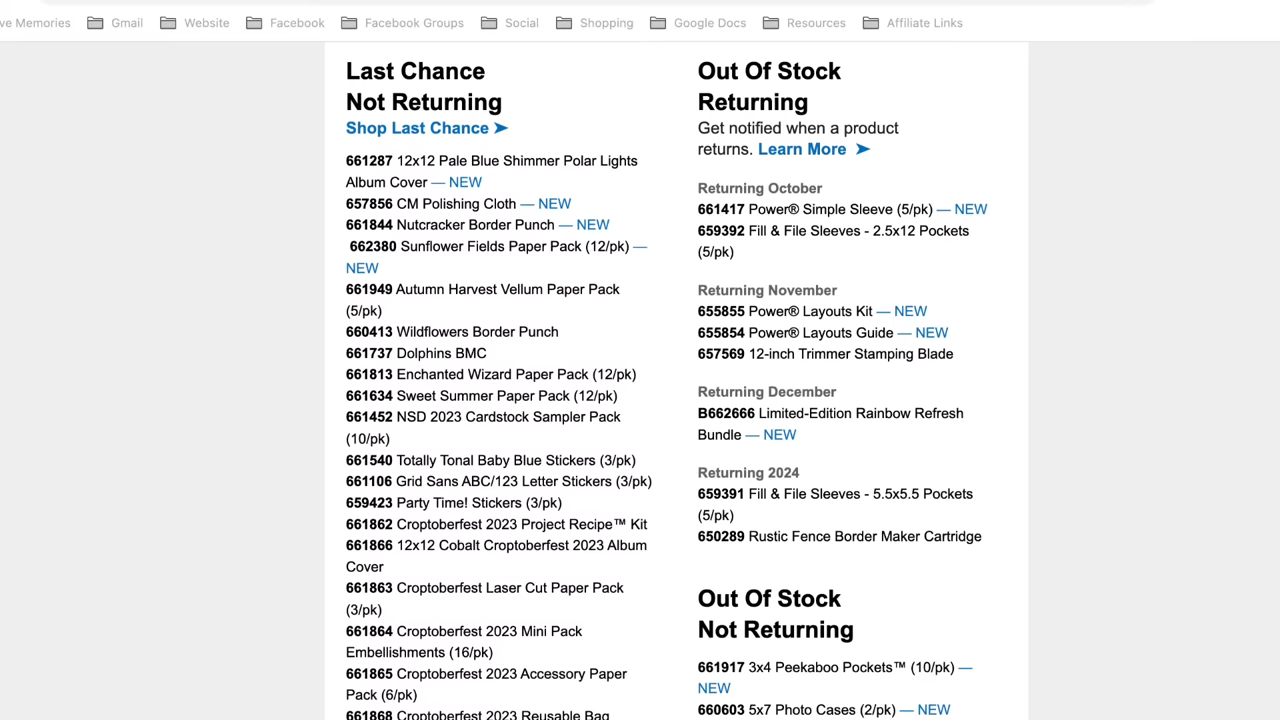 ve Memories Gmail Website Facebook Facebook Groups Social Shopping Google Docs Resources Affiliate Links
Last Chance
Not Returning
Shop Last Chance ➤
661287 12x12 Pale Blue Shimmer Polar Lights
Album Cover — NEW
657856 CM Polishing Cloth — NEW
661844 Nutcracker Border Punch — NEW
662380 Sunflower Fields Paper Pack (12/pk) —
NEW
661949 Autumn Harvest Vellum Paper Pack
(5/pk)
660413 Wildflowers Border Punch
661737 Dolphins BMC
661813 Enchanted Wizard Paper Pack (12/pk)
661634 Sweet Summer Paper Pack (12/pk)
661452 NSD 2023 Cardstock Sampler Pack
(10/pk)
661540 Totally Tonal Baby Blue Stickers (3/pk)
661106 Grid Sans ABC/123 Letter Stickers (3/pk)
659423 Party Time! Stickers (3/pk)
661862 Croptoberfest 2023 Project Recipe™ Kit
661866 12x12 Cobalt Croptoberfest 2023 Album
Cover
661863 Croptoberfest Laser Cut Paper Pack
(3/pk)
661864 Croptoberfest 2023 Mini Pack
Embellishments (16/pk)
661865 Croptoberfest 2023 Accessory Paper
Pack (6/pk)
661868 Croptoberfest 2023 Reusable Bag
Out Of Stock
Returning
Get notified when a product
returns. Learn More ➤
Returning October
661417 Power® Simple Sleeve (5/pk) — NEW
659392 Fill & File Sleeves - 2.5x12 Pockets
(5/pk)
Returning November
655855 Power® Layouts Kit — NEW
655854 Power® Layouts Guide — NEW
657569 12-inch Trimmer Stamping Blade
Returning December
B662666 Limited-Edition Rainbow Refresh
Bundle — NEW
Returning 2024
659391 Fill & File Sleeves - 5.5x5.5 Pockets
(5/pk)
650289 Rustic Fence Border Maker Cartridge
Out Of Stock
Not Returning
661917 3x4 Peekaboo Pockets™ (10/pk) —
NEW
660603 5x7 Photo Cases (2/pk) — NEW